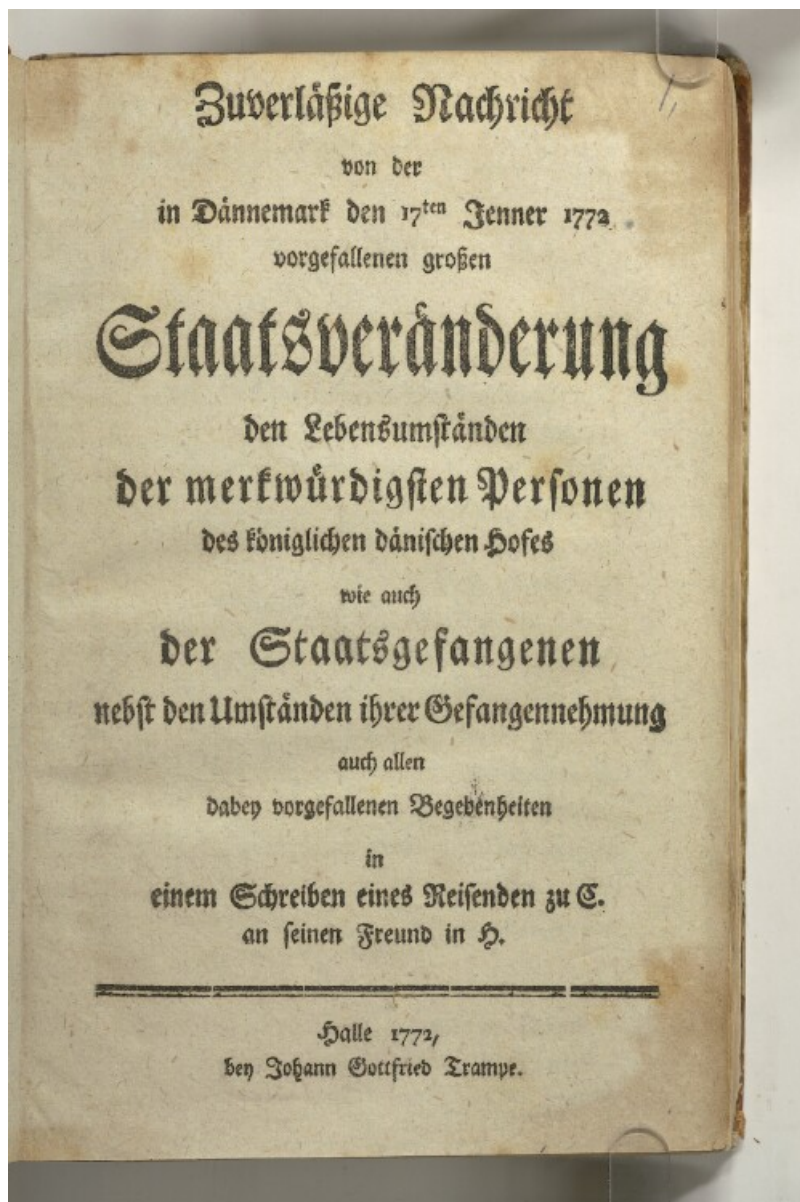 Zuverläßige Nachricht
von der
in Dännemark den 17ten Jenner 1772
vorgefallenen großen
Staatsveränderung
den Lebensumständen
der merkwürdigsten Personen
des königlichen dänischen Hofes
wie auch
der Staatsgefangenen
nebst den Umständen ihrer Gefangennehmung
auch allen
dabey vorgefallenen Begebenheiten
in
einem Schreiben eines Reisenden zu C.
an seinen Freund in H.
Halle 1772,
bey Johann Gottfried Trampe.